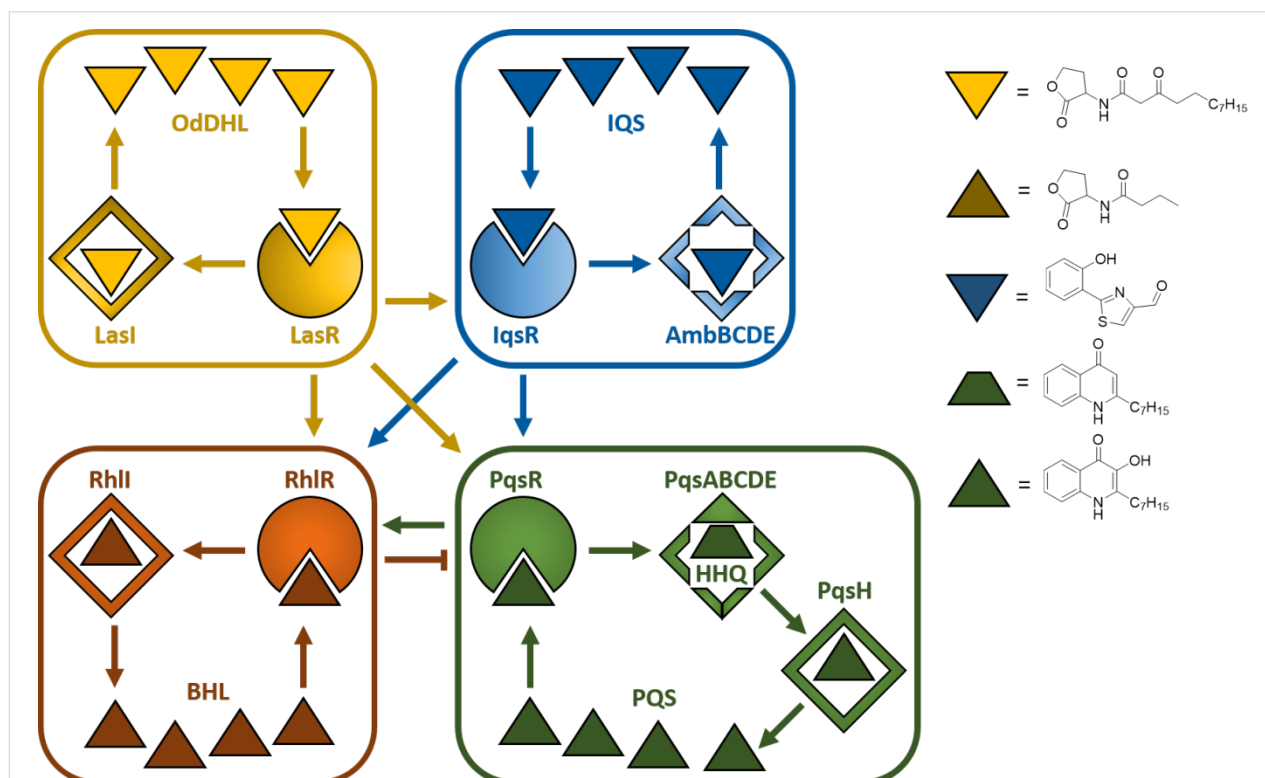 OdDHL
LasI
LasR
IQS
IqsR
AmbBCDE
RhlI
RhlR
BHL
PqsR
PqsABCDE
HHQ
PqsH
PQS
=
O
O
O
N
H
O
C7H15
=
O
O
N
H
O
=
OH
N
S
O
=
O
N
H
C7H15
=
O
OH
N
H
C7H15